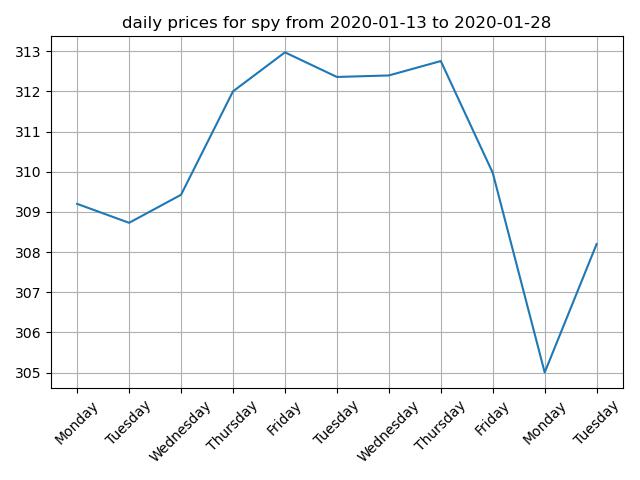 daily prices for spy from 2020-01-13 to 2020-01-28
313
312
311
310
309
308
307
306
305
Monday
Tuesday
Wednesday
Thursday
Friday
Tuesday
Wednesday
Thursday
Friday
Monday
Tuesday